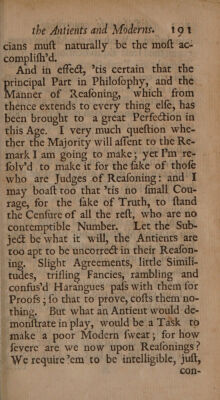 the Antients and Moderns. 191
cians muſt naturally be the moſt ac-
compliſh'd.
And in effect, 'tis certain that the
principal Part in Philoſophy, and the
Manner of Reaſoning, which from
thence extends to every thing elſe, has
been brought to a great Perfection in
this Age. I very much queſtion whe-
ther the Majority will aſſent to the Re-
mark I am going to make; yet I'm re-
ſolv'd to make it for the ſake of thoſe
who are Judges of Reaſoning: and I
may boaſt too that 'tis no ſmall Cou-
rage, for the ſake of Truth, to ſtand
the Cenſure of all the reſt, who are no
contemptible Number. Let the Sub-
ject be what it will, the Antients are
too apt to be uncorrect in their Reaſon-
ing. Slight Agreements, little Simili-
tudes, trifling Fancies, rambling and
confus'd Harangues paſs with them for
Proofs; ſo that to prove, coſts them no-
thing. But what an Antient would de-
monſtrate in play, would be a Task to
make a poor Modern ſweat; for how
ſevere are we now upon Reaſonings?
We require 'em to be intelligible, juſt,
con-